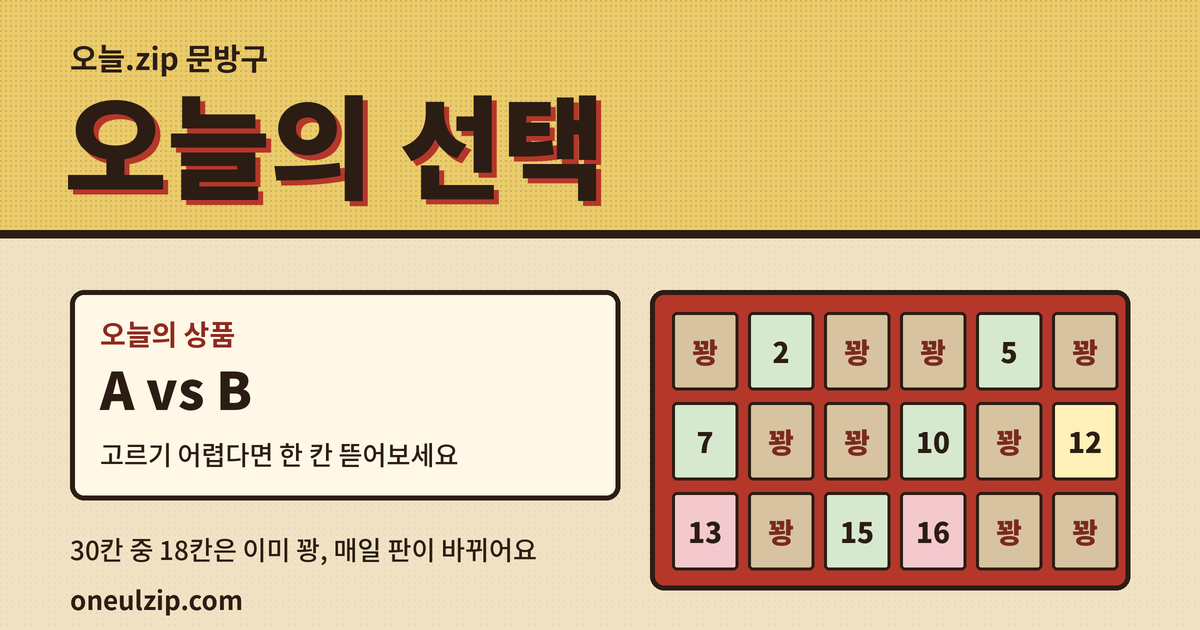 오늘.zip 문방구
오늘의 선택
오늘의 상품
A vs B
고르기 어렵다면 한 칸 뜯어보세요
30칸 중 18칸은 이미 꽝, 매일 판이 바뀌어요
oneulzip.com
꽝 2 꽝 꽝 5 꽝
7 꽝 꽝 10 꽝 12
13 꽝 15 16 꽝 꽝